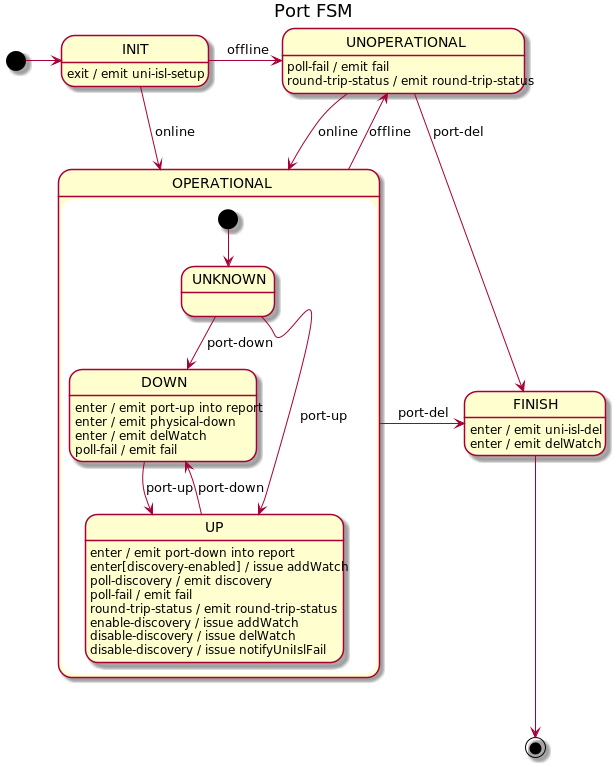 Port FSM
INIT
exit / emit uni-isl-setup
offline
UNOPERATIONAL
poll-fail / emit fail
round-trip-status / emit round-trip-status
online
online
offline
port-del
OPERATIONAL
UNKNOWN
port-down
DOWN
enter / emit port-up into report
enter / emit physical-down
enter / emit delWatch
poll-fail / emit fail
port-up
port-del
FINISH
enter / emit uni-isl-del
enter / emit delWatch
port-up
port-down
UP
enter / emit port-down into report
enter[discovery-enabled] / issue addWatch
poll-discovery / emit discovery
poll-fail / emit fail
round-trip-status / emit round-trip-status
enable-discovery / issue addWatch
disable-discovery / issue delWatch
disable-discovery / issue notifyUniIslFail